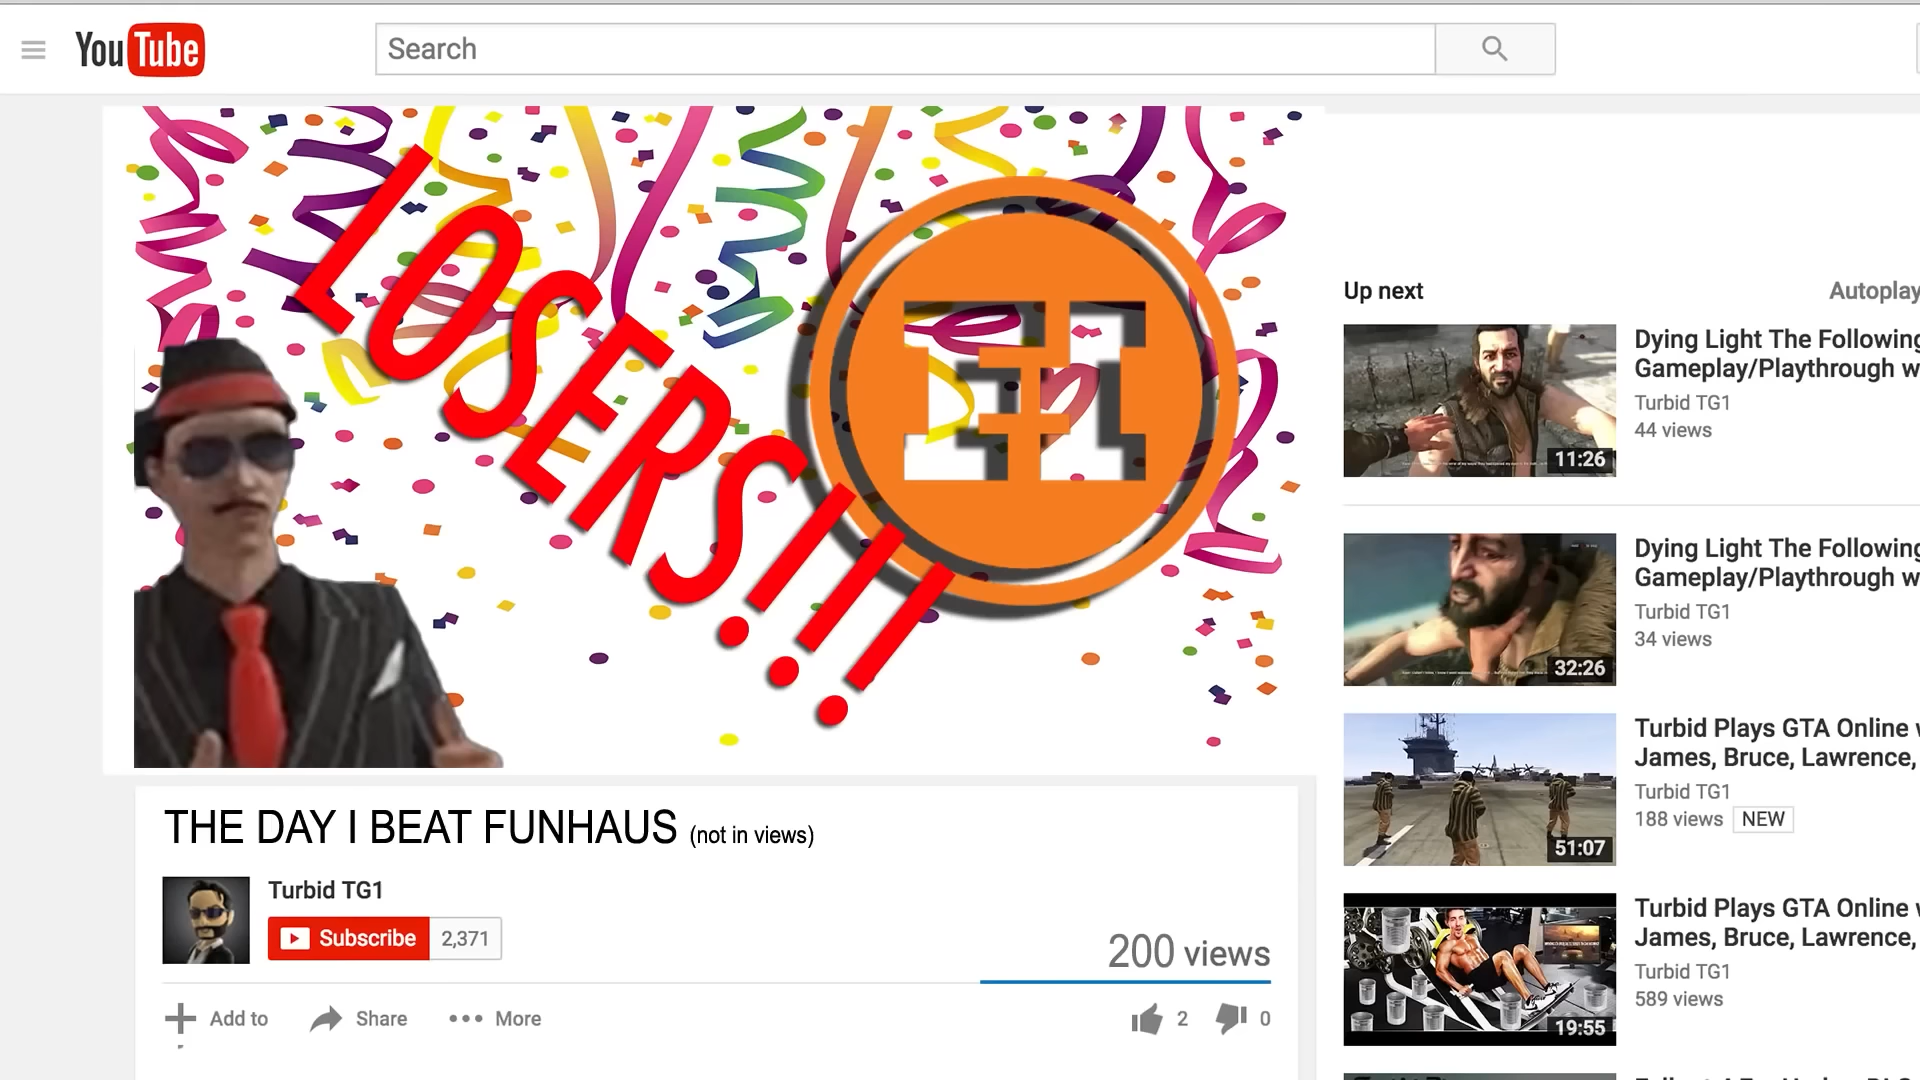 YouTube
Search
LOSERS!!!
THE DAY I BEAT FUNHAUS (not in views)
Turbid TG1
Subscribe 2,371
200 views
Add to Share More
2 0
Up next Autoplay
11:26
Dying Light The Following
Gameplay/Playthrough w
Turbid TG1
44 views
32:26
Dying Light The Following
Gameplay/Playthrough w
Turbid TG1
34 views
51:07
Turbid Plays GTA Online w
James, Bruce, Lawrence,
Turbid TG1
188 views NEW
19:55
Turbid Plays GTA Online w
James, Bruce, Lawrence,
Turbid TG1
589 views